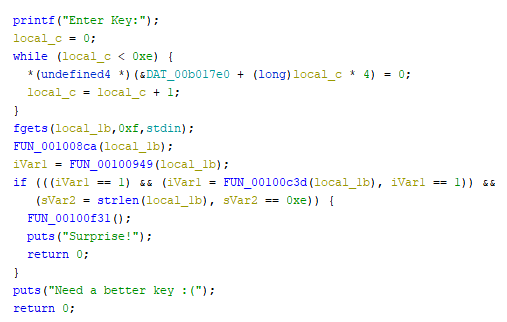 printf("Enter Key:");
local_c = 0;
while (local_c < 0xe) {
*(undefined4 *)(&DAT_00b017e0 + (long)local_c * 4) = 0;
local_c = local_c + 1;
}
fgets(local_1b,0xf,stdin);
FUN_001008ca(local_1b);
iVar1 = FUN_00100949(local_1b);
if (((iVar1 == 1) && (iVar1 = FUN_00100c3d(local_1b), iVar1 == 1)) &&
(sVar2 = strlen(local_1b), sVar2 == 0xe)) {
FUN_00100f31();
puts("Surprise!");
return 0;
}
puts("Need a better key :(");
return 0;